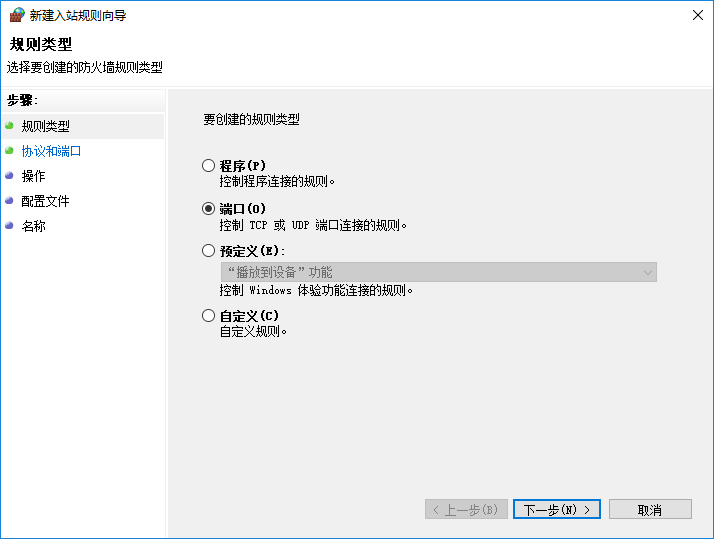 新建入站规则向导
规则类型
选择要创建的防火墙规则类型
步骤:
规则类型
协议和端口
操作
配置文件
名称
要创建的规则类型
程序(P)
控制程序连接的规则。
端口(O)
控制 TCP 或 UDP 端口连接的规则。
预定义(E):
“播放到设备”功能
控制 Windows 体验功能连接的规则。
自定义(C)
自定义规则。
< 上一步(B)
下一步(N) >
取消